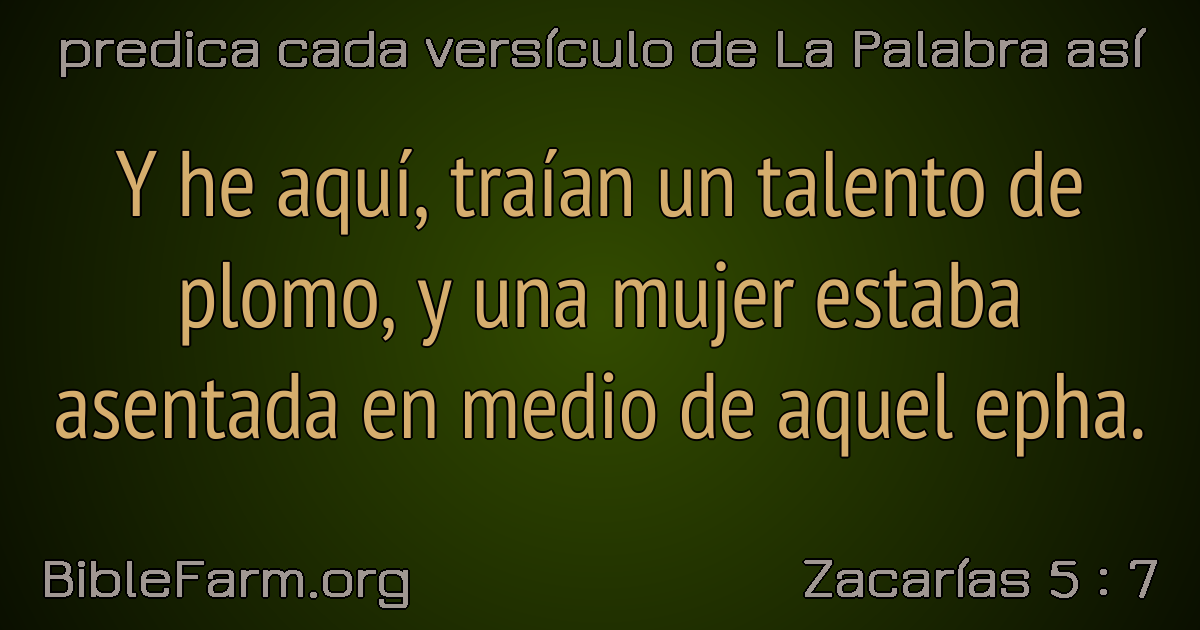 predica cada versículo de La Palabra así
Y he aquí, traían un talento de
plomo, y una mujer estaba
asentada en medio de aquel epha.
BibleFarm.org
Zacarías 5 : 7